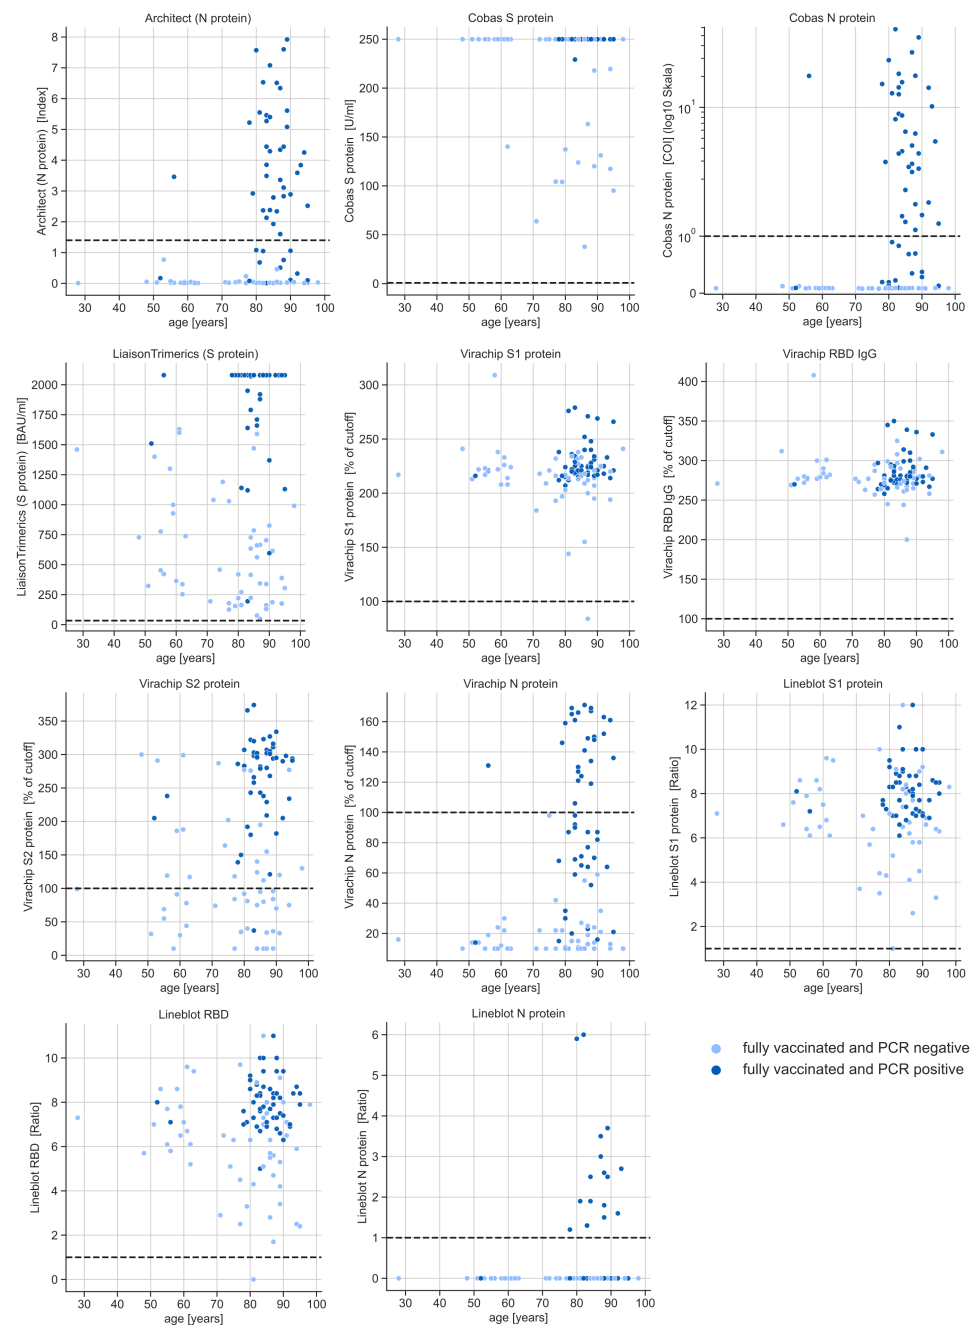 Architect (N protein)
Architect (N protein) [Index]
8
7
6
5
4
3
2
1
0
30 40 50 60 70 80 90 100
age [years]
Cobas S protein
Cobas S protein [U/ml]
250
200
150
100
50
0
30 40 50 60 70 80 90 100
age [years]
Cobas N protein
Cobas N protein [COI] (log10 Skala)
10^1
10^0
0
30 40 50 60 70 80 90 100
age [years]
LiaisonTrimerics (S protein)
LiaisonTrimerics (S protein) [BAU/ml]
2000
1750
1500
1250
1000
750
500
250
0
30 40 50 60 70 80 90 100
age [years]
Virachip S1 protein
Virachip S1 protein [% of cutoff]
300
250
200
150
100
30 40 50 60 70 80 90 100
age [years]
Virachip RBD IgG
Virachip RBD IgG [% of cutoff]
400
350
300
250
200
150
100
30 40 50 60 70 80 90 100
age [years]
Virachip S2 protein
Virachip S2 protein [% of cutoff]
350
300
250
200
150
100
50
0
30 40 50 60 70 80 90 100
age [years]
Virachip N protein
Virachip N protein [% of cutoff]
160
140
120
100
80
60
40
20
30 40 50 60 70 80 90 100
age [years]
Lineblot S1 protein
Lineblot S1 protein [Ratio]
12
10
8
6
4
2
30 40 50 60 70 80 90 100
age [years]
Lineblot RBD
Lineblot RBD [Ratio]
10
8
6
4
2
0
30 40 50 60 70 80 90 100
age [years]
Lineblot N protein
Lineblot N protein [Ratio]
6
5
4
3
2
1
0
30 40 50 60 70 80 90 100
age [years]
fully vaccinated and PCR negative
fully vaccinated and PCR positive